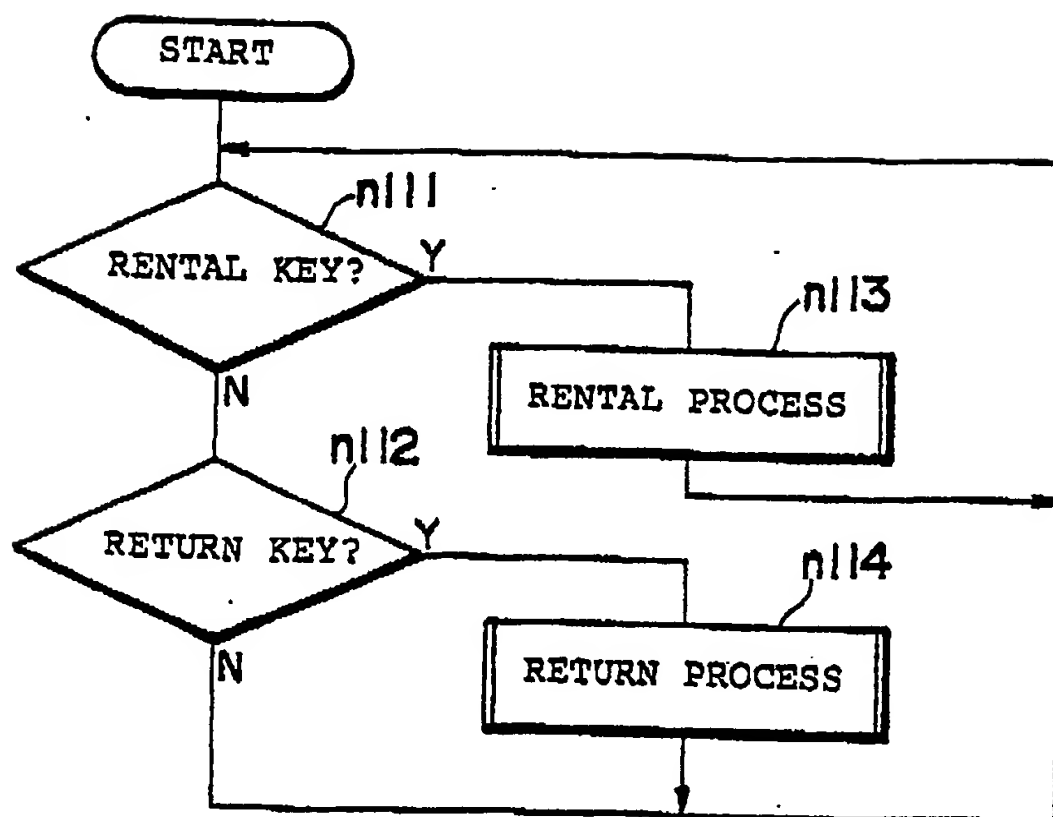 START
n111
RENTAL KEY?
Y
n113
RENTAL PROCESS
N
n112
RETURN KEY?
Y
n114
RETURN PROCESS
N